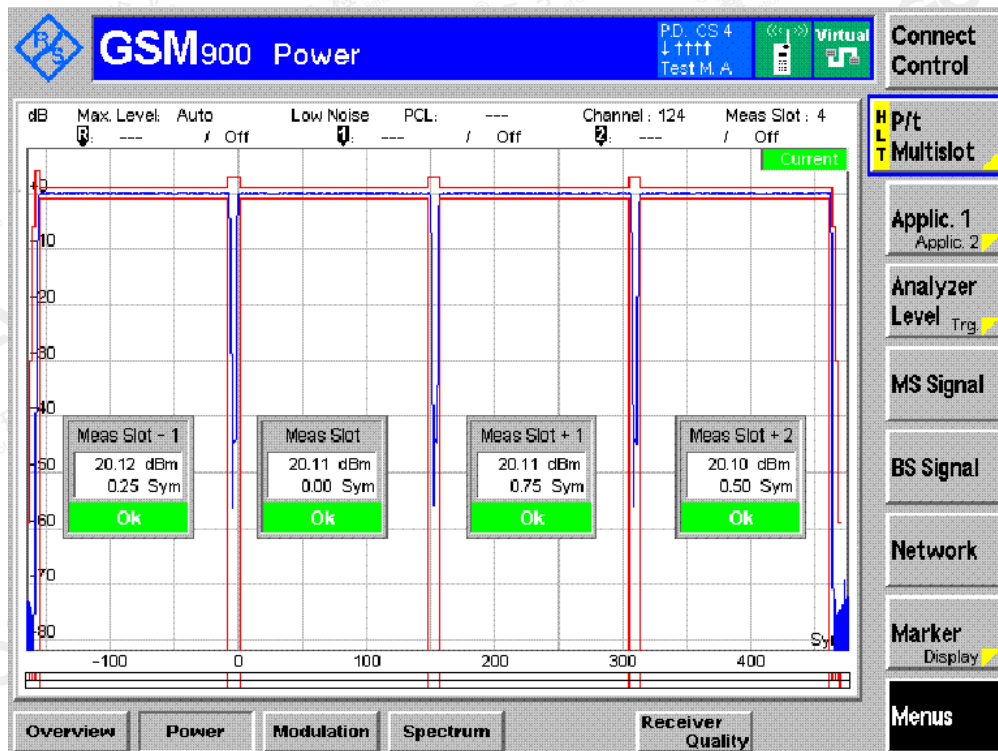 R S
GSM900 Power
P.D. CS 4
↓ ↑↑↑↑
Test M. A
Virtual
Connect Control
dB Max. Level: Auto Low Noise PCL: --- Channel : 124 Meas Slot : 4
R: --- / Off 1: --- / Off 2: --- / Off
Current
HLT
P/t Multislot
Applic. 1
Applic. 2
Analyzer Level Trg.
MS Signal
BS Signal
Network
Marker
Display
Menus
+0
-10
-20
-30
-40
-50
-60
-70
-80
Meas Slot - 1
20.12 dBm
0.25 Sym
Ok
Meas Slot
20.11 dBm
0.00 Sym
Ok
Meas Slot + 1
20.11 dBm
0.75 Sym
Ok
Meas Slot + 2
20.10 dBm
0.50 Sym
Ok
-100 0 100 200 300 400
Overview Power Modulation Spectrum Receiver Quality